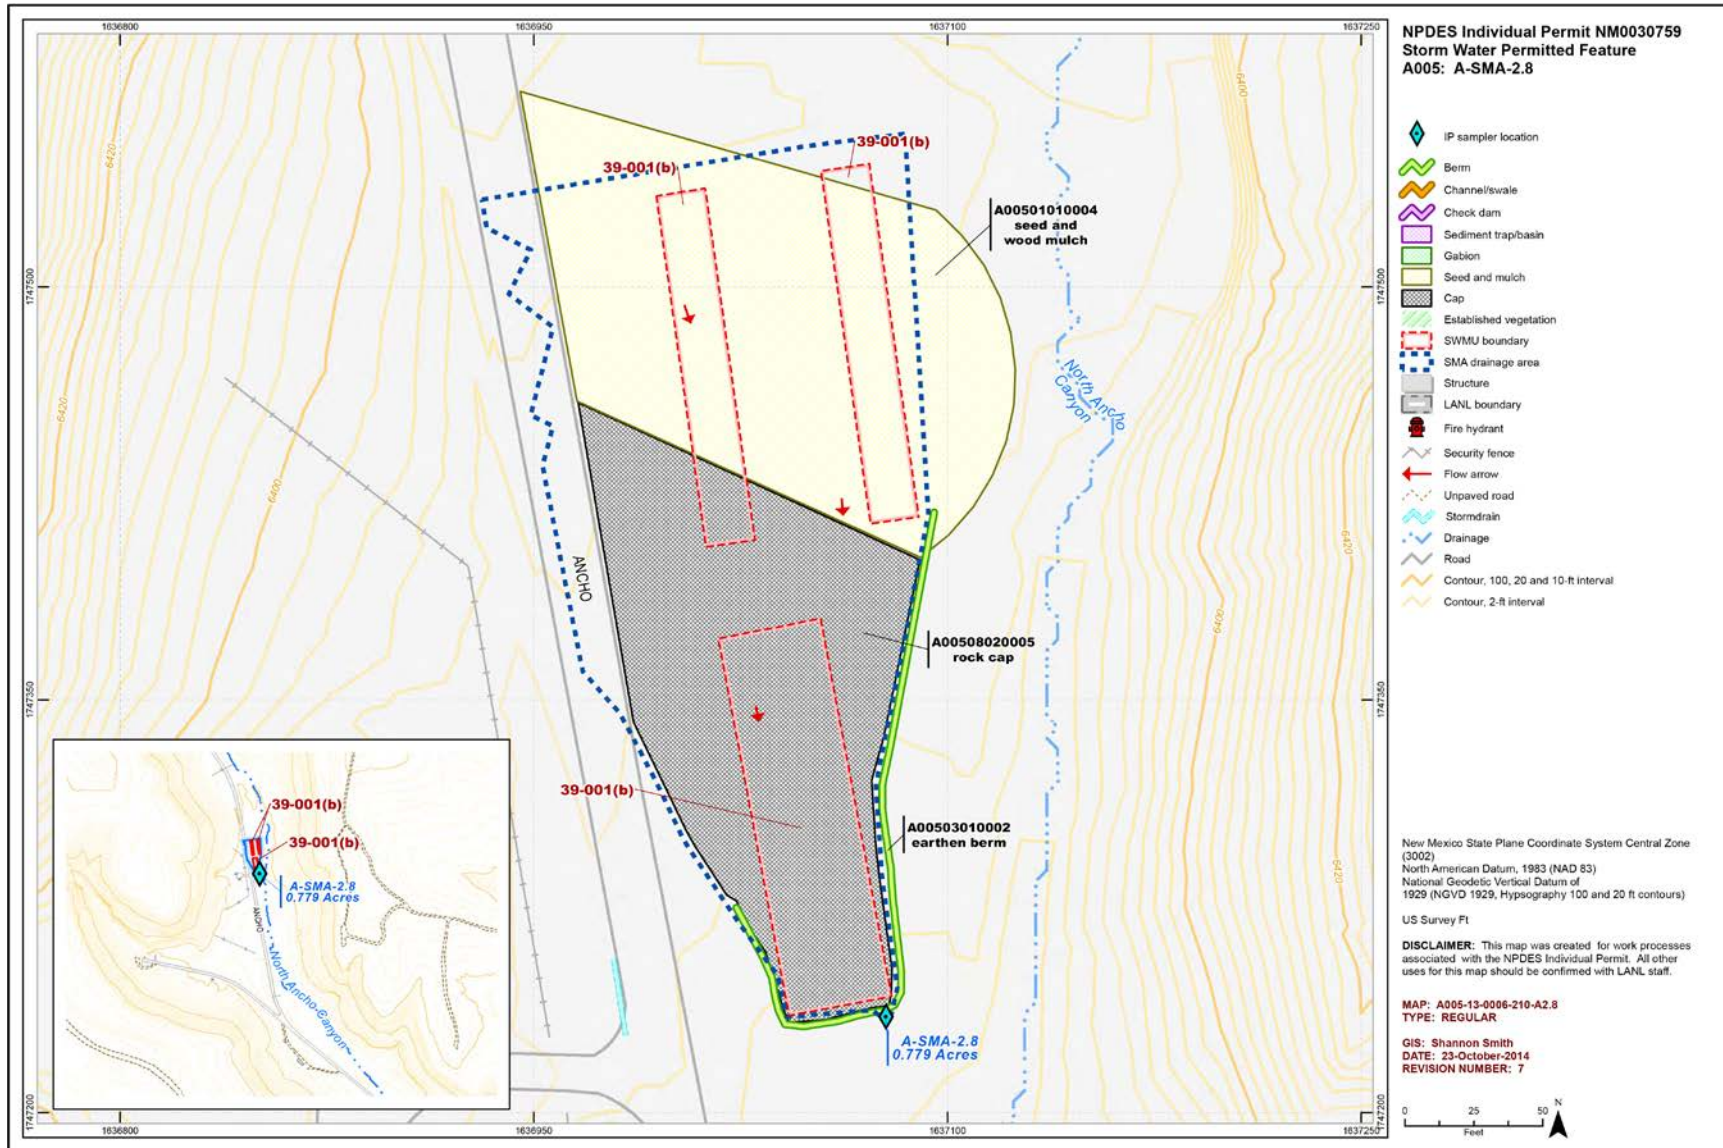 1636800
1636950
1637100
1637250
NPDES Individual Permit NM0030759
Storm Water Permitted Feature
A005: A-SMA-2.8
IP sampler location
Berm
Channel/swale
Check dam
Sediment trap/basin
Gabion
Seed and mulch
Cap
Established vegetation
SWMU boundary
SMA drainage area
Structure
LANL boundary
Fire hydrant
Security fence
Flow arrow
Unpaved road
Stormdrain
Drainage
Road
Contour, 100, 20 and 10-ft interval
Contour, 2-ft interval
6420
6400
39-001(b)
39-001(b)
A00501010004
seed and
wood mulch
1747500
1747500
North Ancho
Canyon
6420
6400
ANCHO
6420
A00508020005
rock cap
6400
1747350
1747350
39-001(b)
A00503010002
earthen berm
6420
39-001(b)
39-001(b)
A-SMA-2.8
0.779 Acres
ANCHO
North Ancho Canyon
A-SMA-2.8
0.779 Acres
1747200
1747200
1636800
1636950
1637100
1637250
New Mexico State Plane Coordinate System Central Zone
(3002)
North American Datum, 1983 (NAD 83)
National Geodetic Vertical Datum of
1929 (NGVD 1929, Hypsography 100 and 20 ft contours)
US Survey Ft
DISCLAIMER: This map was created for work processes
associated with the NPDES Individual Permit. All other
uses for this map should be confirmed with LANL staff.
MAP: A005-13-0006-210-A2.8
TYPE: REGULAR
GIS: Shannon Smith
DATE: 23-October-2014
REVISION NUMBER: 7
0 25 50
Feet
N